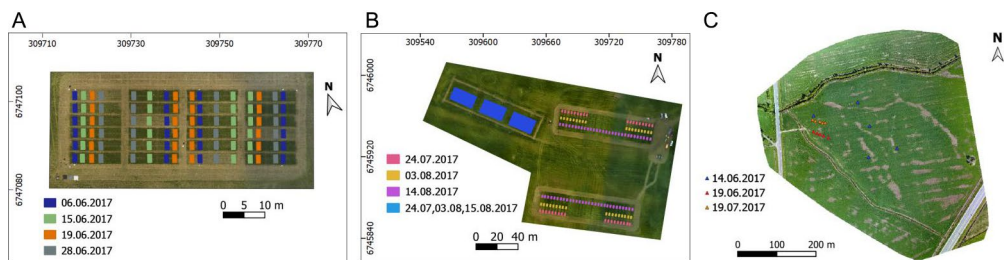 A
309710 309730 309750 309770
N
6747100
6747080
06.06.2017
15.06.2017
19.06.2017
28.06.2017
0 5 10 m
B
309540 309600 309660 309720 309780
N
6746000
6745920
6745840
24.07.2017
03.08.2017
14.08.2017
24.07,03.08,15.08.2017
0 20 40 m
C
N
14.06.2017
19.06.2017
19.07.2017
0 100 200 m